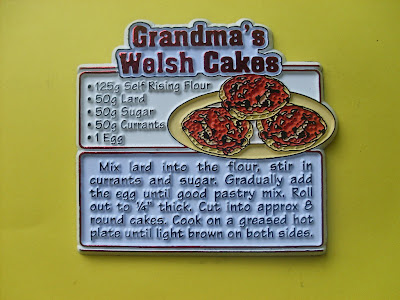 Grandma's
Welsh Cakes
• 125g Self Rising Flour
• 50g Lard
• 50g Sugar
• 50g Currants
• 1 Egg
Mix lard into the flour, stir in
currants and sugar. Gradually add
the egg until good pastry mix. Roll
out to ¼" thick. Cut into approx 8
round cakes. Cook on a greased hot
plate until light brown on both sides.